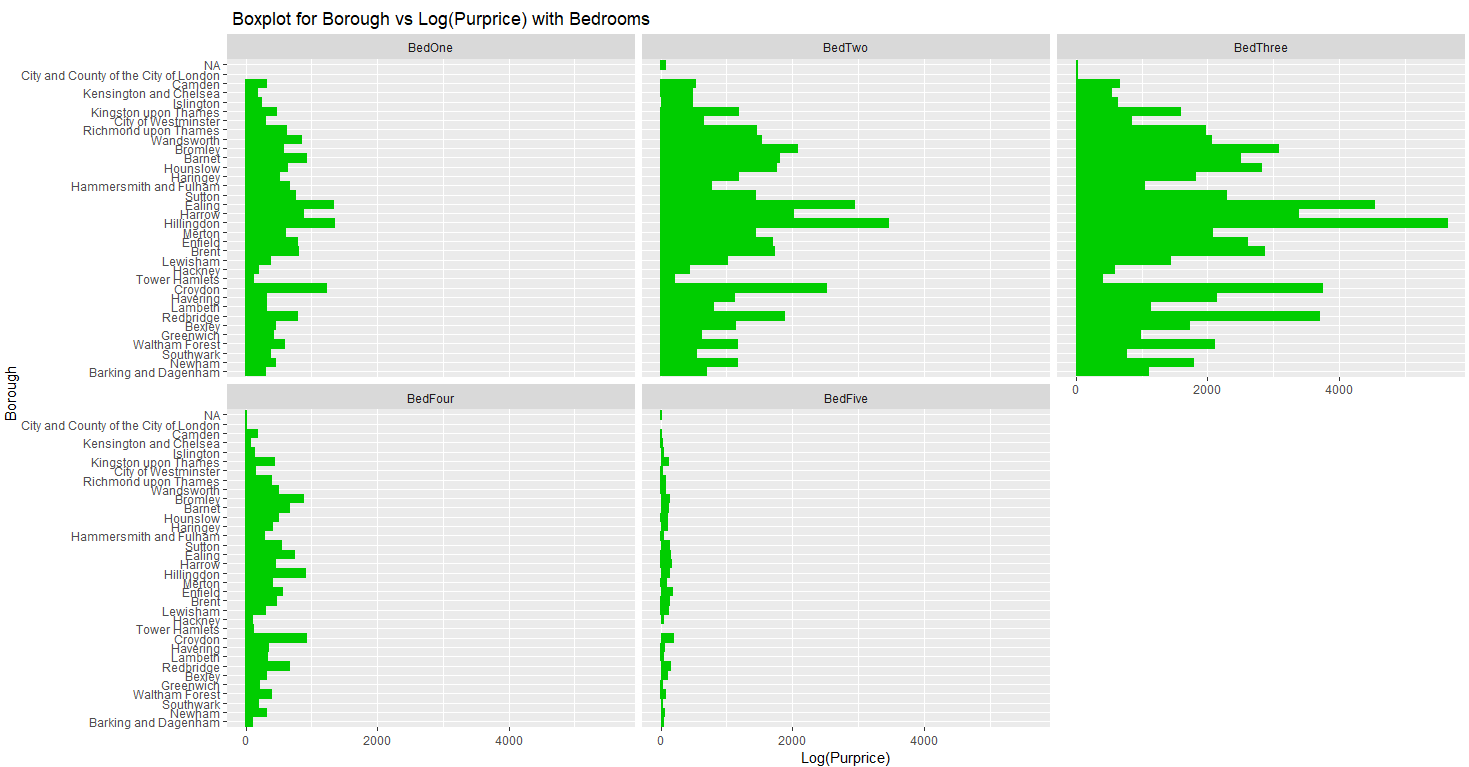 Boxplot for Borough vs Log(Purprice) with Bedrooms
BedOne
BedTwo
BedThree
NA
City and County of the City of London
Camden
Kensington and Chelsea
Islington
Kingston upon Thames
City of Westminster
Richmond upon Thames
Wandsworth
Bromley
Barnet
Hounslow
Haringey
Hammersmith and Fulham
Sutton
Ealing
Harrow
Hillingdon
Merton
Enfield
Brent
Lewisham
Hackney
Tower Hamlets
Croydon
Havering
Lambeth
Redbridge
Bexley
Greenwich
Waltham Forest
Southwark
Newham
Barking and Dagenham
0 2000 4000
Borough
BedFour
BedFive
NA
City and County of the City of London
Camden
Kensington and Chelsea
Islington
Kingston upon Thames
City of Westminster
Richmond upon Thames
Wandsworth
Bromley
Barnet
Hounslow
Haringey
Hammersmith and Fulham
Sutton
Ealing
Harrow
Hillingdon
Merton
Enfield
Brent
Lewisham
Hackney
Tower Hamlets
Croydon
Havering
Lambeth
Redbridge
Bexley
Greenwich
Waltham Forest
Southwark
Newham
Barking and Dagenham
0 2000 4000
0 2000 4000
Log(Purprice)